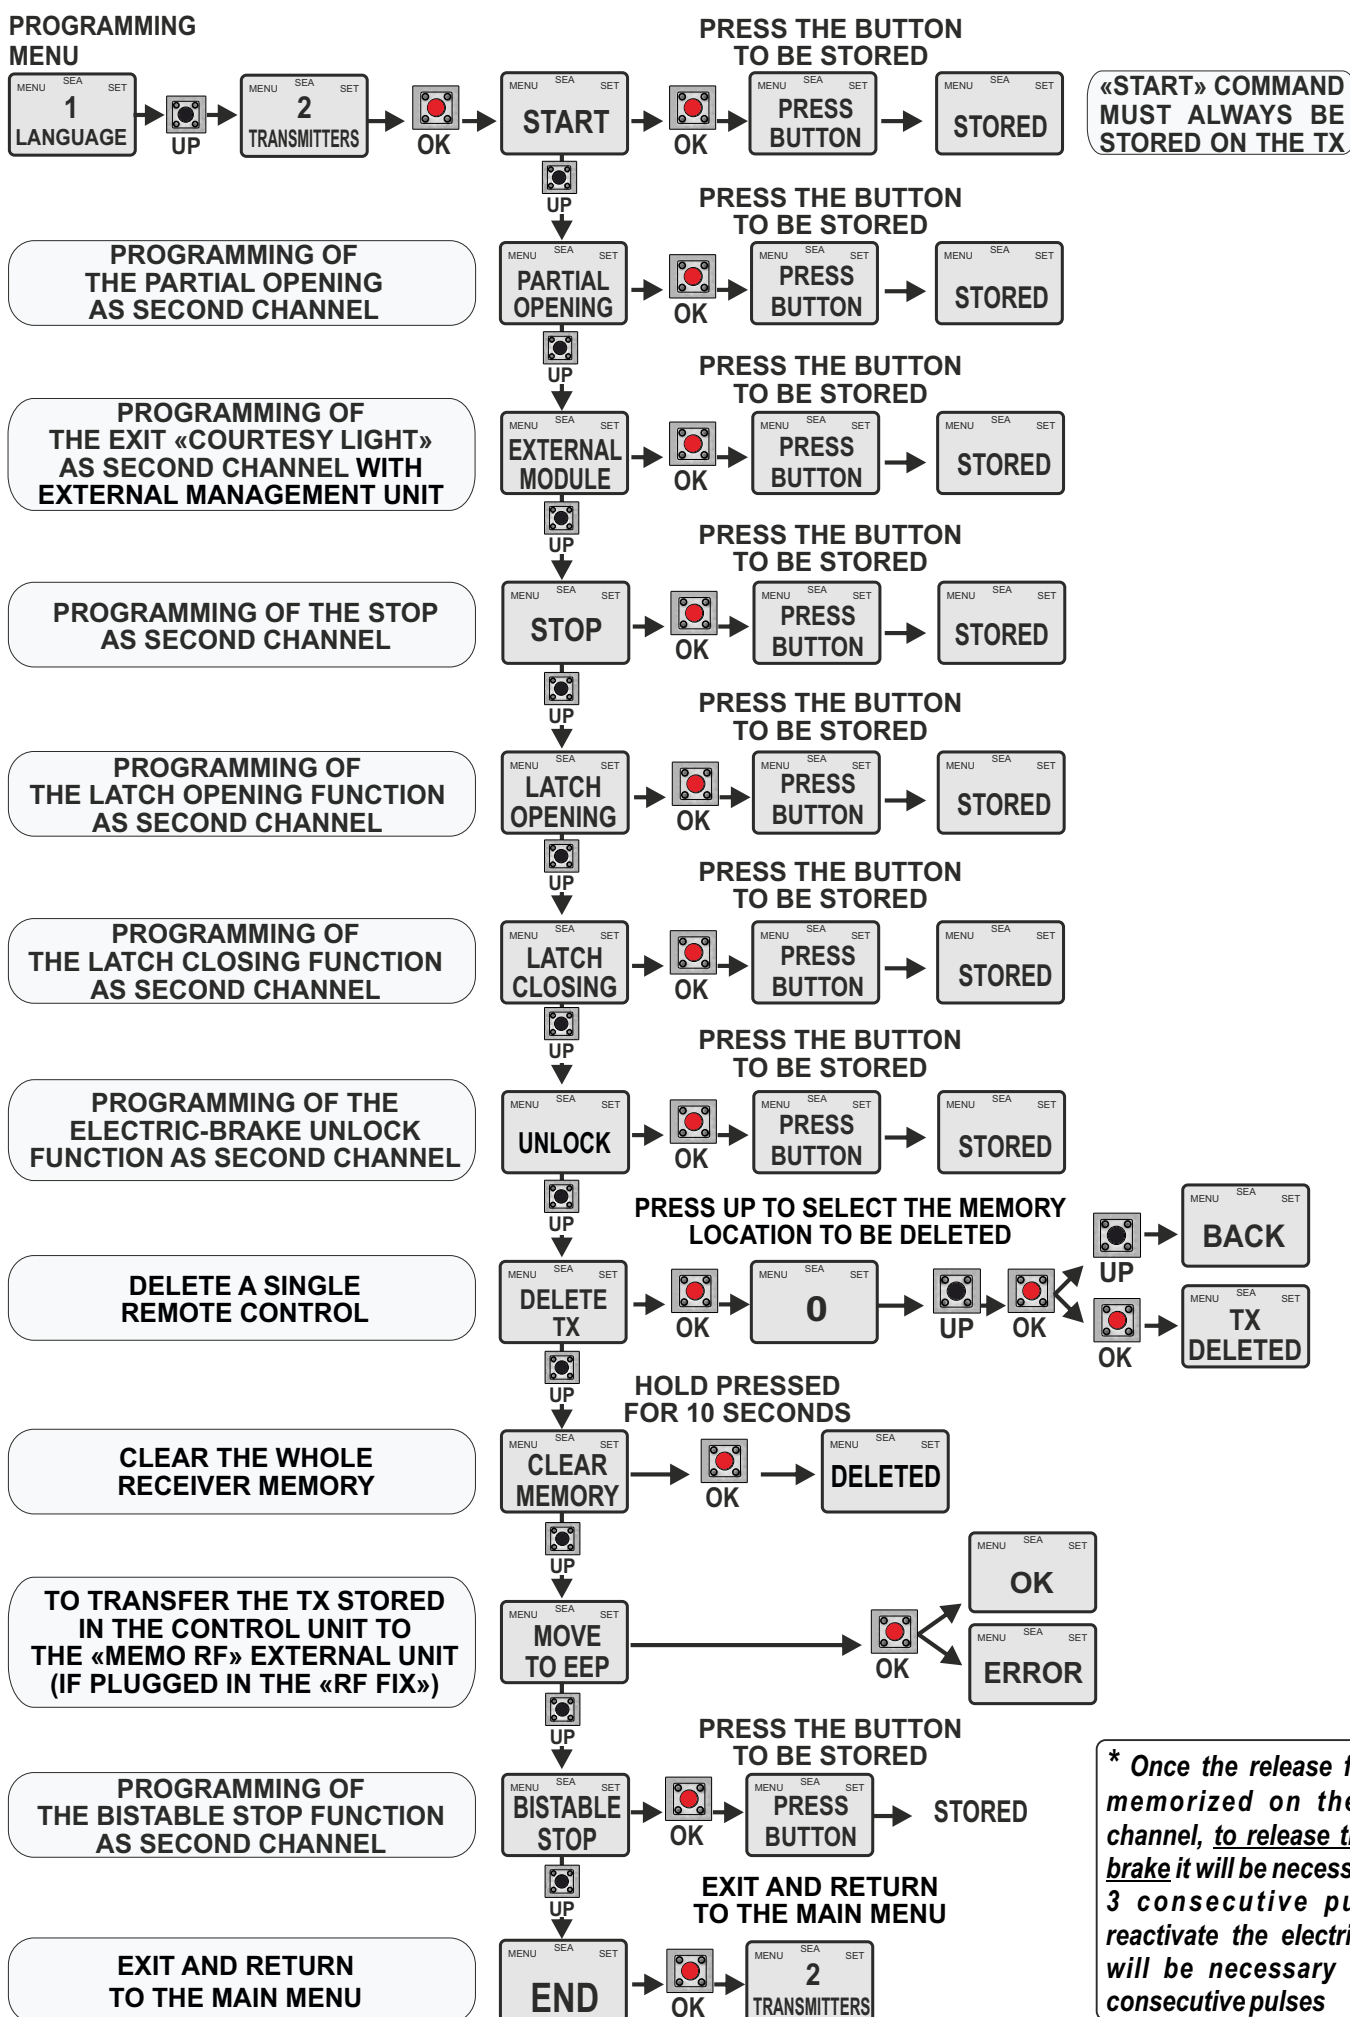 PROGRAMMING
MENU
PRESS THE BUTTON
TO BE STORED
MENU SEA SET
1
LANGUAGE
UP
MENU SEA SET
2
TRANSMITTERS
OK
MENU SEA SET
START
OK
MENU SEA SET
PRESS
BUTTON
MENU SEA SET
STORED
«START» COMMAND
MUST ALWAYS BE
STORED ON THE TX
UP
PRESS THE BUTTON
TO BE STORED
PROGRAMMING OF
THE PARTIAL OPENING
AS SECOND CHANNEL
MENU SEA SET
PARTIAL
OPENING
OK
MENU SEA SET
PRESS
BUTTON
MENU SEA SET
STORED
UP
PRESS THE BUTTON
TO BE STORED
PROGRAMMING OF
THE EXIT «COURTESY LIGHT»
AS SECOND CHANNEL WITH
EXTERNAL MANAGEMENT UNIT
MENU SEA SET
EXTERNAL
MODULE
OK
MENU SEA SET
PRESS
BUTTON
MENU SEA SET
STORED
UP
PRESS THE BUTTON
TO BE STORED
PROGRAMMING OF THE STOP
AS SECOND CHANNEL
MENU SEA SET
STOP
OK
MENU SEA SET
PRESS
BUTTON
MENU SEA SET
STORED
UP
PRESS THE BUTTON
TO BE STORED
PROGRAMMING OF
THE LATCH OPENING FUNCTION
AS SECOND CHANNEL
MENU SEA SET
LATCH
OPENING
OK
MENU SEA SET
PRESS
BUTTON
MENU SEA SET
STORED
UP
PRESS THE BUTTON
TO BE STORED
PROGRAMMING OF
THE LATCH CLOSING FUNCTION
AS SECOND CHANNEL
MENU SEA SET
LATCH
CLOSING
OK
MENU SEA SET
PRESS
BUTTON
MENU SEA SET
STORED
UP
PRESS THE BUTTON
TO BE STORED
PROGRAMMING OF THE
ELECTRIC-BRAKE UNLOCK
FUNCTION AS SECOND CHANNEL
MENU SEA SET
UNLOCK
OK
MENU SEA SET
PRESS
BUTTON
MENU SEA SET
STORED
UP
PRESS UP TO SELECT THE MEMORY
LOCATION TO BE DELETED
DELETE A SINGLE
REMOTE CONTROL
MENU SEA SET
DELETE
TX
OK
MENU SEA SET
0
UP
OK
UP
MENU SEA SET
BACK
OK
MENU SEA SET
TX
DELETED
UP
HOLD PRESSED
FOR 10 SECONDS
CLEAR THE WHOLE
RECEIVER MEMORY
MENU SEA SET
CLEAR
MEMORY
OK
MENU SEA SET
DELETED
UP
TO TRANSFER THE TX STORED
IN THE CONTROL UNIT TO
THE «MEMO RF» EXTERNAL UNIT
(IF PLUGGED IN THE «RF FIX»)
MENU SEA SET
MOVE
TO EEP
OK
MENU SEA SET
OK
MENU SEA SET
ERROR
UP
PRESS THE BUTTON
TO BE STORED
PROGRAMMING OF
THE BISTABLE STOP FUNCTION
AS SECOND CHANNEL
MENU SEA SET
BISTABLE
STOP
OK
MENU SEA SET
PRESS
BUTTON
STORED
UP
EXIT AND RETURN
TO THE MAIN MENU
EXIT AND RETURN
TO THE MAIN MENU
MENU SEA SET
END
OK
MENU SEA SET
2
TRANSMITTERS
* Once the release
memorized on the
channel, to release
brake it will be
3 consecutive
reactivate the
will be necessary
consecutive pulses